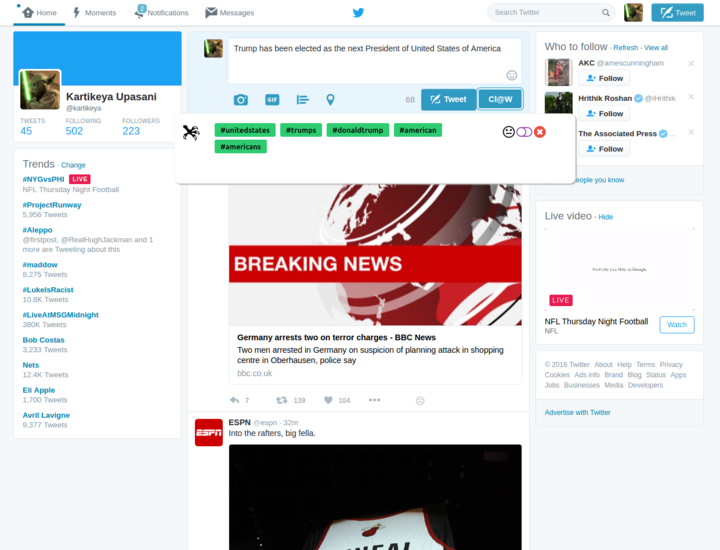 Home
Moments
2
Notifications
Messages
Search Twitter
Tweet
Kartikeya Upasani
@kartikeya
TWEETS FOLLOWING FOLLOWERS
45 502 223
Trends · Change
#NYGvsPHI LIVE
NFL Thursday Night Football
#ProjectRunway
5,956 Tweets
#Aleppo
@firstpost, @RealHughJackman and 1
more are Tweeting about this
#maddow
8,275 Tweets
#LukeIsRacist
10.8K Tweets
#LiveAtMSGMidnight
380K Tweets
Bob Costas
3,233 Tweets
Nets
12.4K Tweets
Eli Apple
1,700 Tweets
Avril Lavigne
9,377 Tweets
Trump has been elected as the next President of United States of America
GIF
68
Tweet
Cl@W
#unitedstates #trumps #donaldtrump #american
#americans
BREAKING NEWS
Germany arrests two on terror charges - BBC News
Two men arrested in Germany on suspicion of planning attack in shopping
centre in Oberhausen, police say
bbc.co.uk
7 139 104
ESPN @espn · 32m
Into the rafters, big fella.
ESPN
Who to follow · Refresh · View all
AKC @amescunningham
Follow
Hrithik Roshan @iHrithik
Follow
The Associated Press ...
Follow
eople you know
Live video · Hide
LIVE
NFL Thursday Night Football
NFL
Watch
© 2016 Twitter About Help Terms Privacy
Cookies Ads info Brand Blog Status Apps
Jobs Businesses Media Developers
Advertise with Twitter